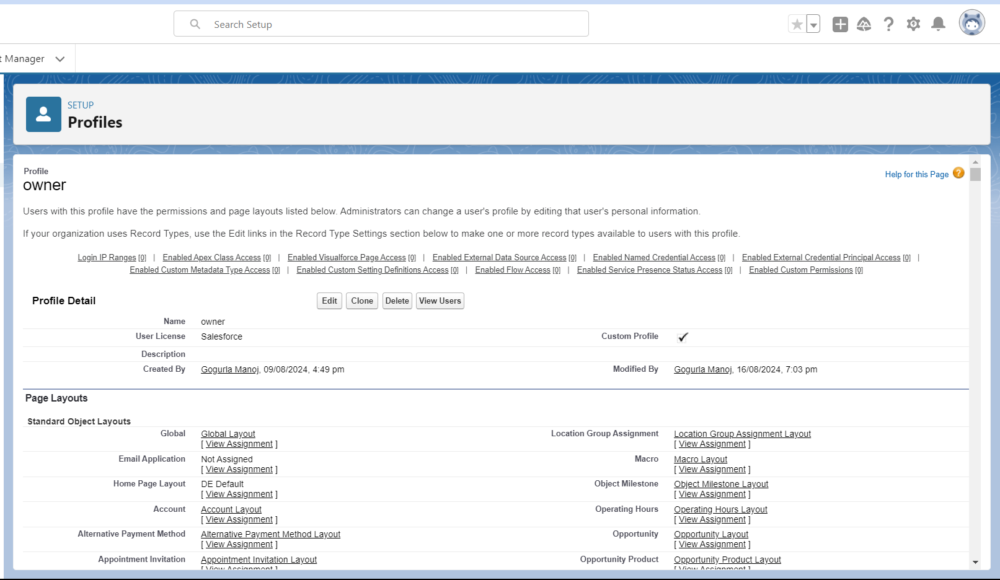 Search Setup
t Manager
SETUP
Profiles
Profile
owner
Help for this Page ?
Users with this profile have the permissions and page layouts listed below. Administrators can change a user's profile by editing that user's personal information.
If your organization uses Record Types, use the Edit links in the Record Type Settings section below to make one or more record types available to users with this profile.
Login IP Ranges [0] | Enabled Apex Class Access [0] | Enabled Visualforce Page Access [0] | Enabled External Data Source Access [0] | Enabled Named Credential Access [0] | Enabled External Credential Principal Access [0] |
Enabled Custom Metadata Type Access [0] | Enabled Custom Setting Definitions Access [0] | Enabled Flow Access [0] | Enabled Service Presence Status Access [0] | Enabled Custom Permissions [0]
Profile Detail Edit Clone Delete View Users
Name owner
User License Salesforce Custom Profile ✓
Description
Created By Gogurla Manoj, 09/08/2024, 4:49 pm Modified By Gogurla Manoj, 16/08/2024, 7:03 pm
Page Layouts
Standard Object Layouts
Global Global Layout Location Group Assignment Location Group Assignment Layout
[ View Assignment ] [ View Assignment ]
Email Application Not Assigned Macro Macro Layout
[ View Assignment ] [ View Assignment ]
Home Page Layout DE Default Object Milestone Object Milestone Layout
[ View Assignment ] [ View Assignment ]
Account Account Layout Operating Hours Operating Hours Layout
[ View Assignment ] [ View Assignment ]
Alternative Payment Method Alternative Payment Method Layout Opportunity Opportunity Layout
[ View Assignment ] [ View Assignment ]
Appointment Invitation Appointment Invitation Layout Opportunity Product Opportunity Product Layout
[ View Assignment ] [ View Assignment ]